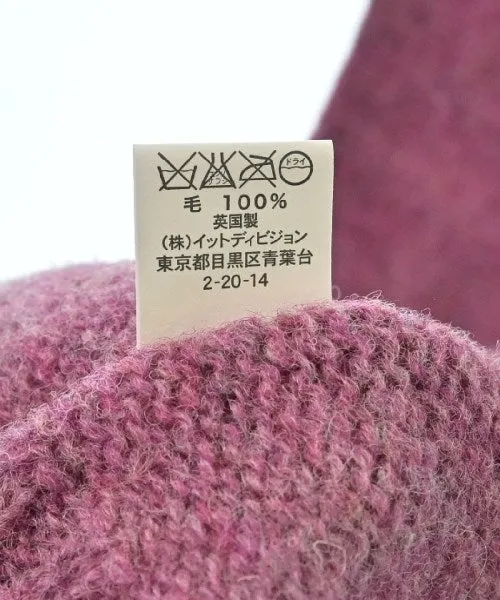 ドライ
毛 100%
英国製
(株)イットディビジョン
東京都目黒区青葉台
2-20-14